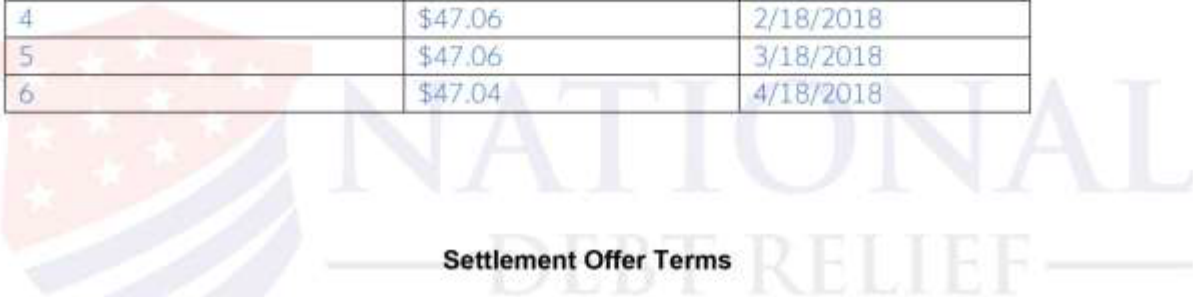 4 $47.06 2/18/2018
5 $47.06 3/18/2018
6 $47.04 4/18/2018
NATIONAL
Settlement Offer Terms
DEBT RELIEF